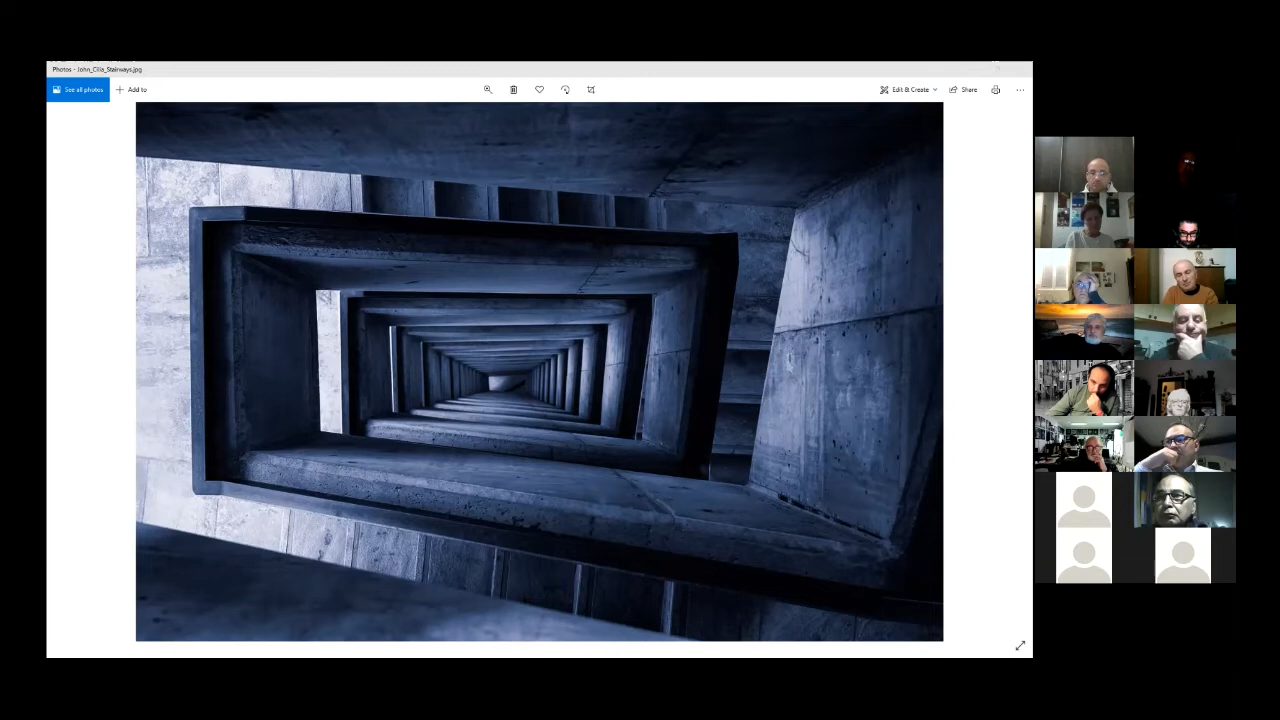 Photos - John_Cilia_Stairways.jpg
See all photos
Add to
Edit & Create
Share